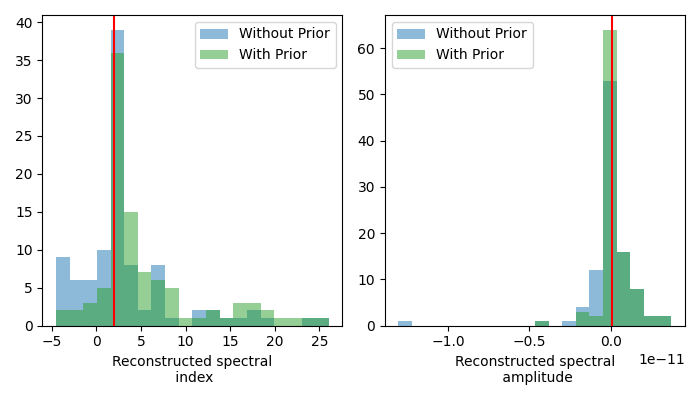 40
35
30
25
20
15
10
5
0
−5
0
5
10
15
20
25
Reconstructed spectral
index
Without Prior
With Prior
60
50
40
30
20
10
0
−1.0
−0.5
0.0
1e−11
Reconstructed spectral
amplitude
Without Prior
With Prior